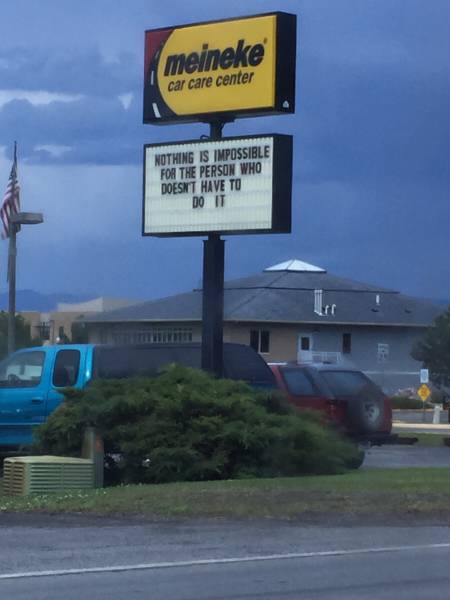 meineke
car care center
NOTHING IS IMPOSSIBLE
FOR THE PERSON WHO
DOESN'T HAVE TO
DO IT